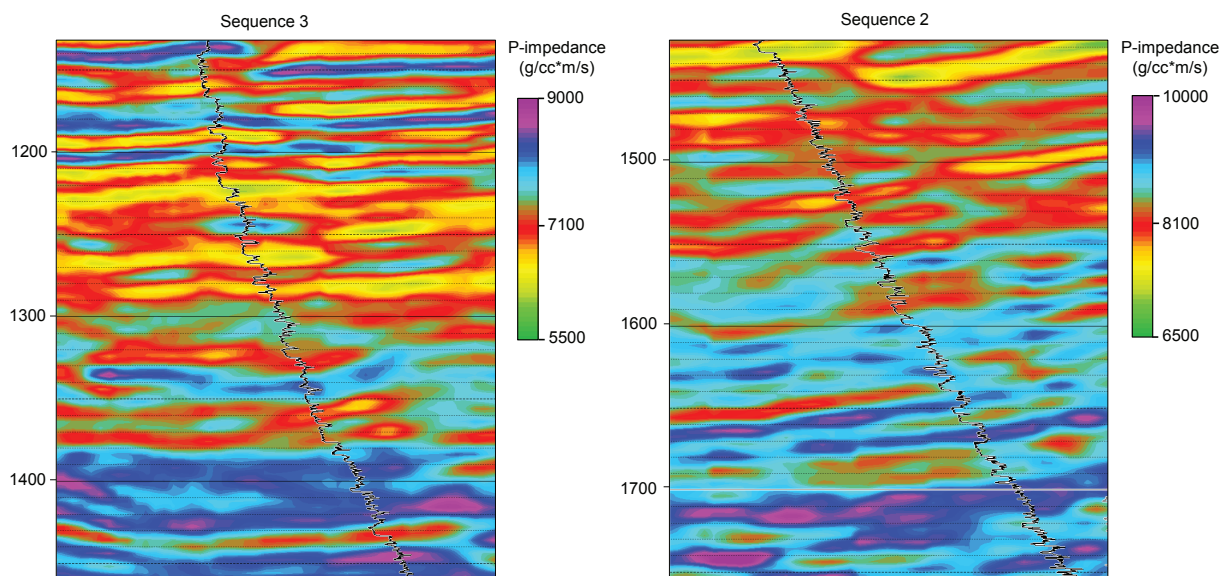 Sequence 3
P-impedance
(g/cc*m/s)
9000
7100
5500
1200
1300
1400
Sequence 2
P-impedance
(g/cc*m/s)
10000
8100
6500
1500
1600
1700